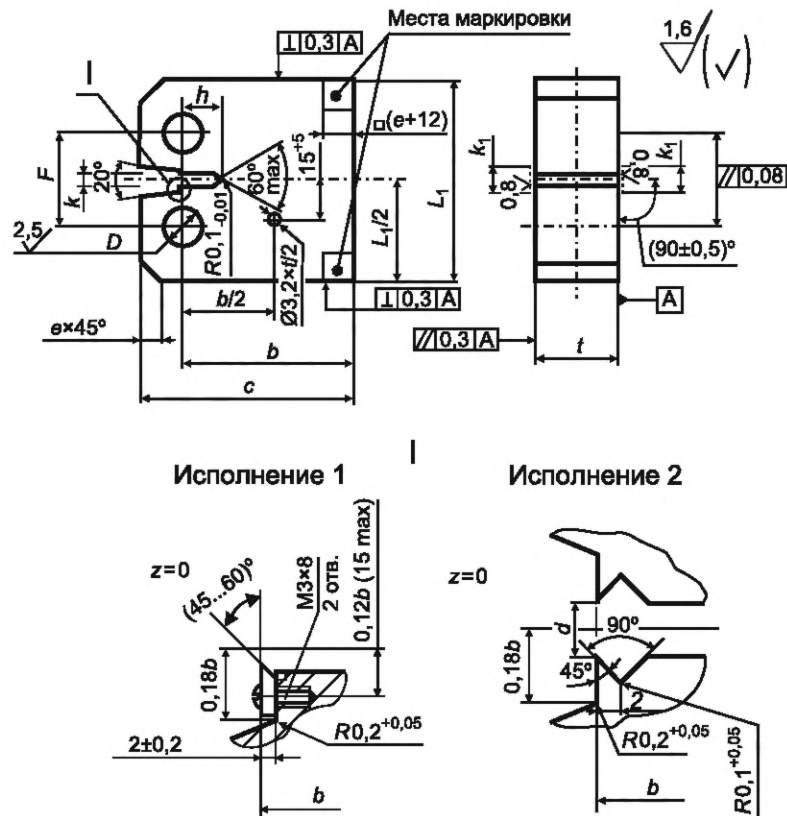 Места маркировки
1,6
(√)
⊥ 0,3 A
I
h
□(e+12)
F
k
20°
60°
max
15⁺⁵
L₁
L₁/2
2,5
D
R0,1₋₀,₀₁
b/2
Ø3,2×t/2
⊥ 0,3 A
e×45°
b
c
k₁
0,8
0,8
k₁
// 0,08
(90±0,5)°
A
// 0,3 A
t
I
Исполнение 1
z=0
(45...60)°
M3×8
2 отв.
0,12b (15 max)
0,18b
2±0,2
R0,2⁺⁰,⁰⁵
b
Исполнение 2
z=0
d
90°
0,18b
45°
2
R0,2⁺⁰,⁰⁵
R0,1⁺⁰,⁰⁵
b